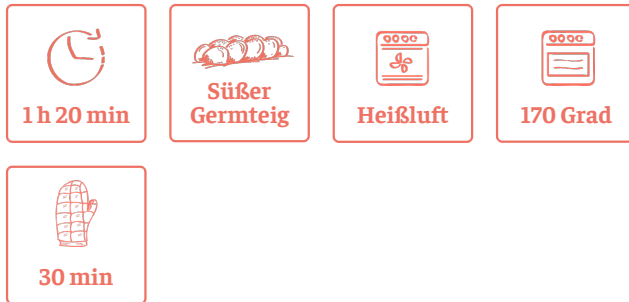 1 h 20 min
Süßer
Germteig
Heißluft
170 Grad
30 min